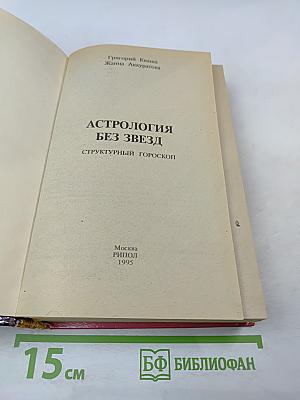 Григорий Кваша
Жанна Аккуратова
АСТРОЛОГИЯ
БЕЗ ЗВЕЗД
СТРУКТУРНЫЙ ГОРОСКОП
Москва
РИПОЛ
1995
15 см
БФ БИБЛИОФАН